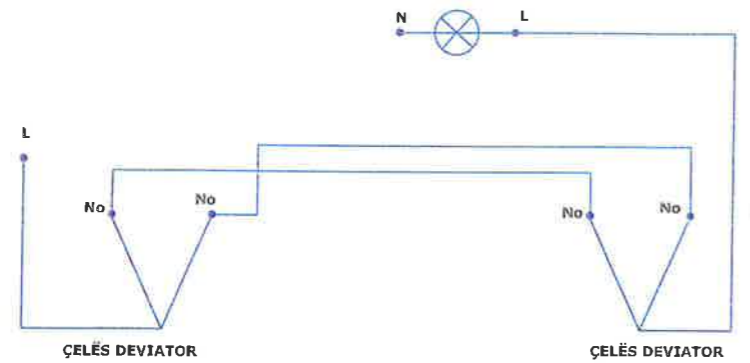 N L
L
No No No No
ÇELËS DEVIATOR ÇELËS DEVIATOR